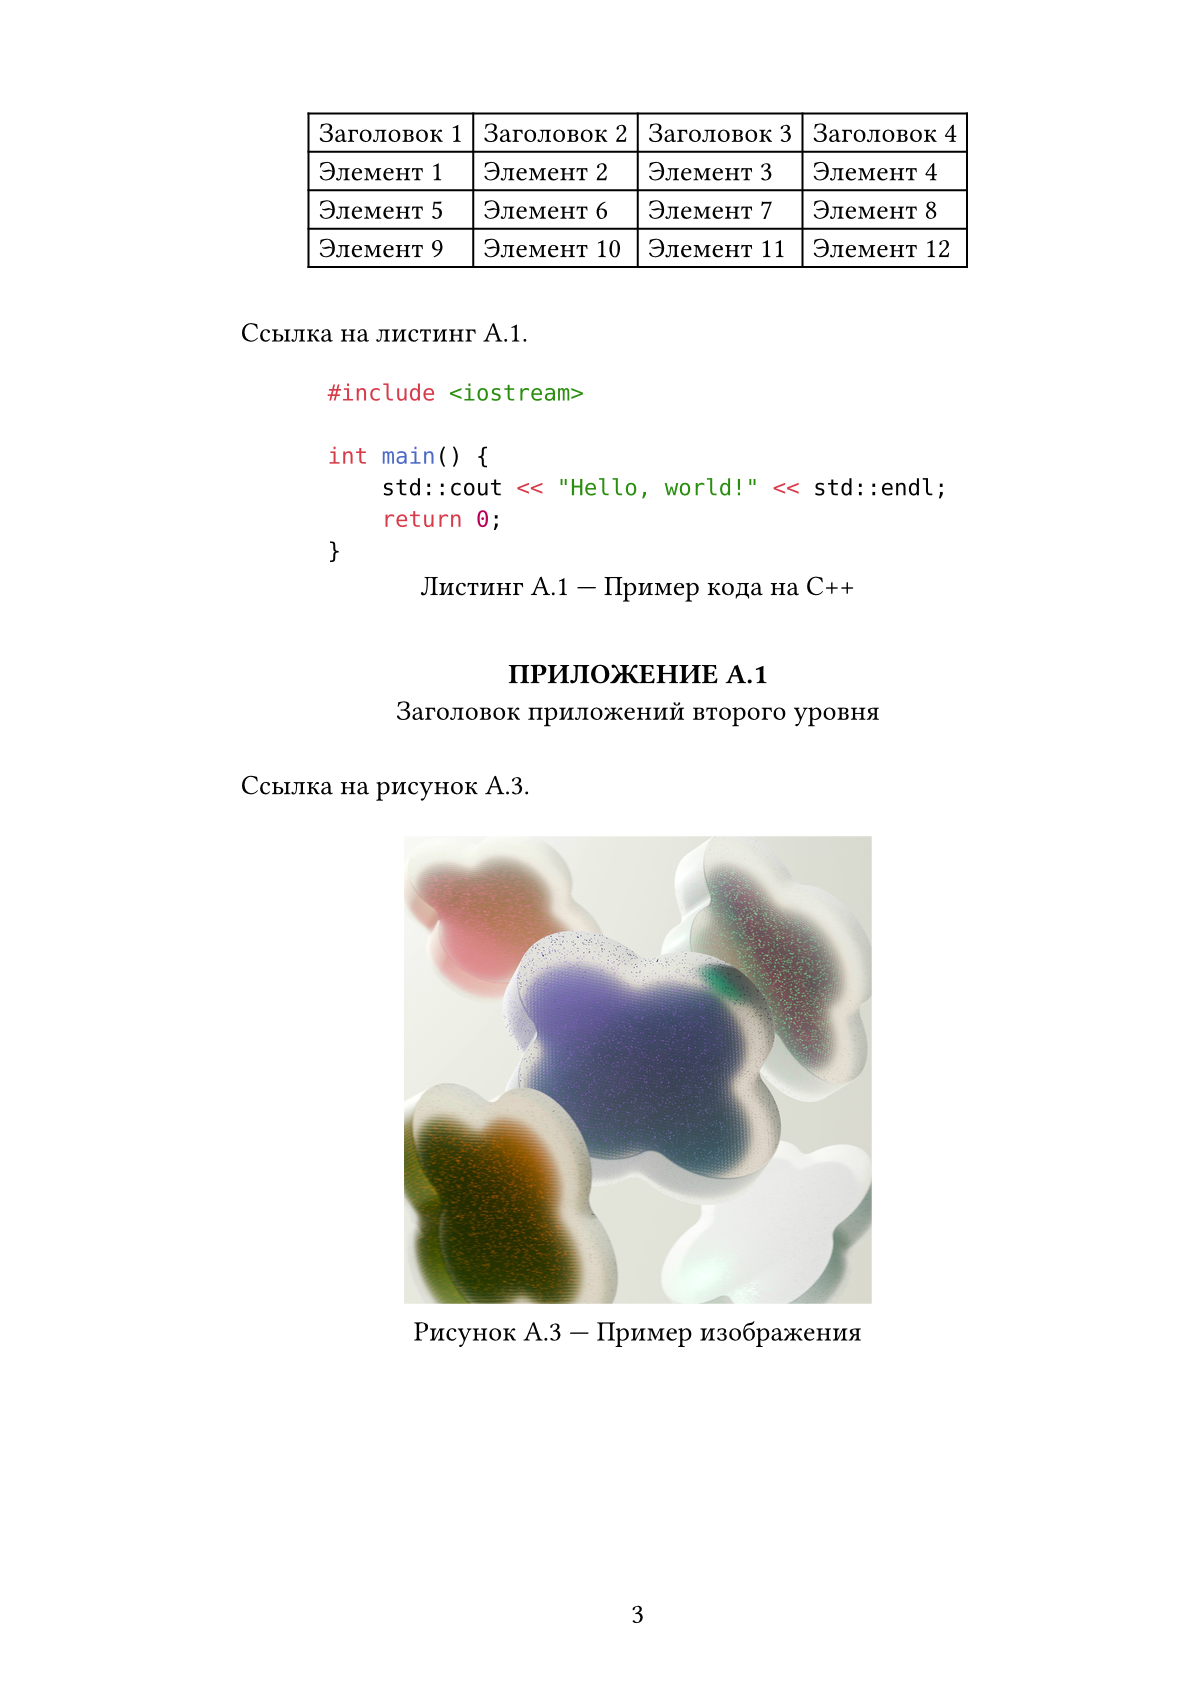 Заголовок 1 Заголовок 2 Заголовок 3 Заголовок 4
Элемент 1 Элемент 2 Элемент 3 Элемент 4
Элемент 5 Элемент 6 Элемент 7 Элемент 8
Элемент 9 Элемент 10 Элемент 11 Элемент 12
Ссылка на листинг А.1.
#include <iostream>
int main() {
    std::cout << "Hello, world!" << std::endl;
    return 0;
}
Листинг А.1 — Пример кода на C++
ПРИЛОЖЕНИЕ А.1
Заголовок приложений второго уровня
Ссылка на рисунок А.3.
Рисунок А.3 — Пример изображения
3